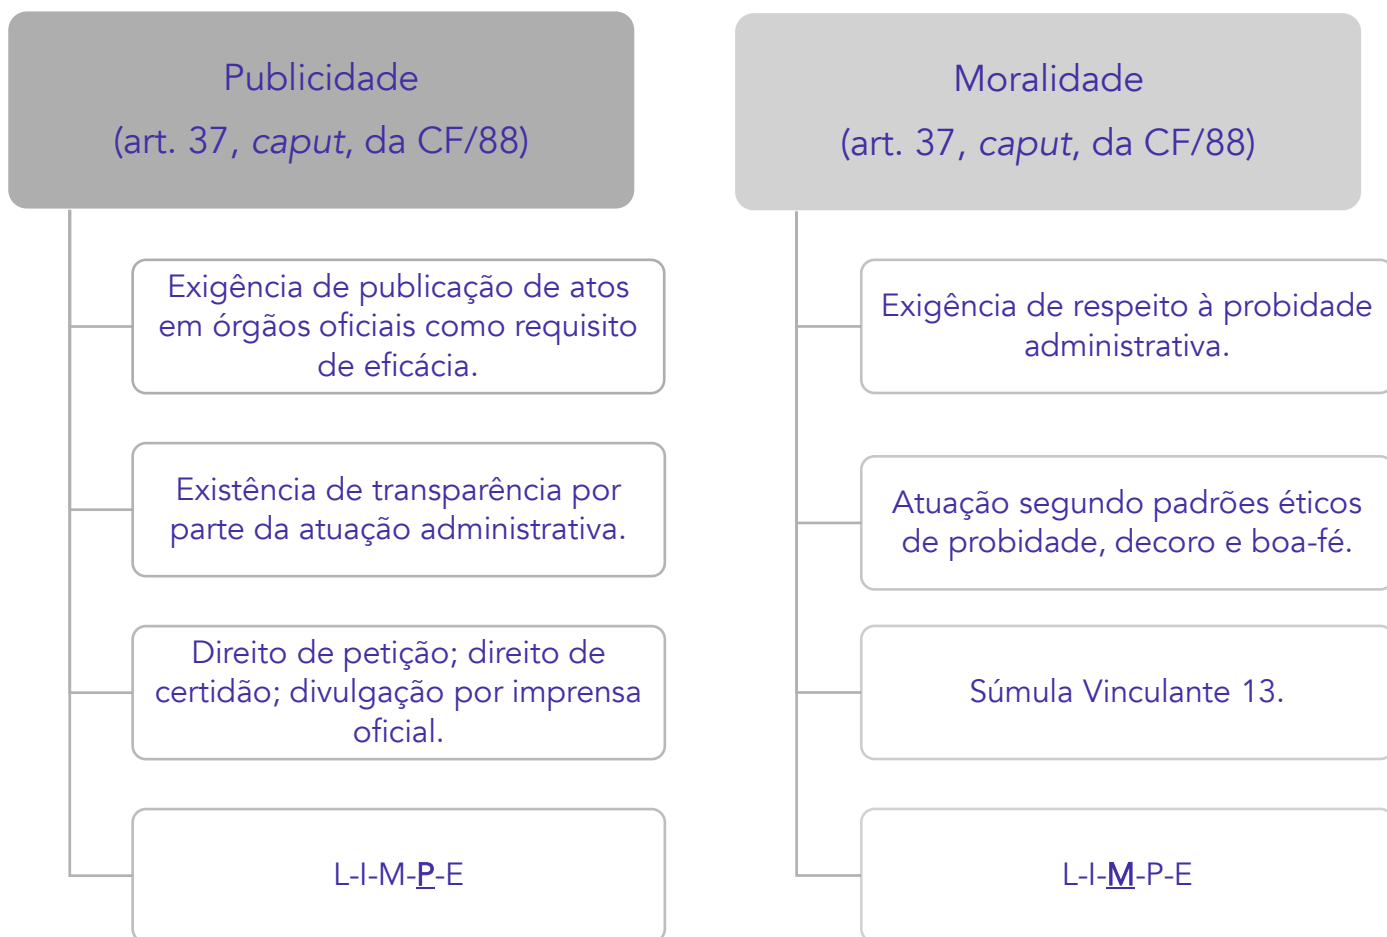 Publicidade
(art. 37, caput, da CF/88)
Exigência de publicação de atos
em órgãos oficiais como requisito
de eficácia.
Existência de transparência por
parte da atuação administrativa.
Direito de petição; direito de
certidão; divulgação por imprensa
oficial.
L-I-M-P-E
Moralidade
(art. 37, caput, da CF/88)
Exigência de respeito à probidade
administrativa.
Atuação segundo padrões éticos
de probidade, decoro e boa-fé.
Súmula Vinculante 13.
L-I-M-P-E